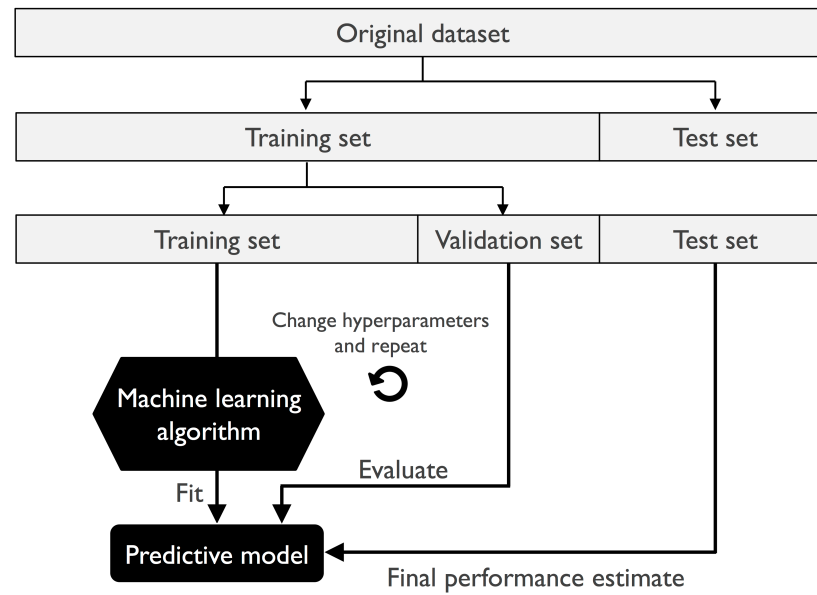 Original dataset
Training set
Test set
Training set
Validation set
Test set
Change hyperparameters
and repeat
Machine learning
algorithm
Evaluate
Fit
Predictive model
Final performance estimate